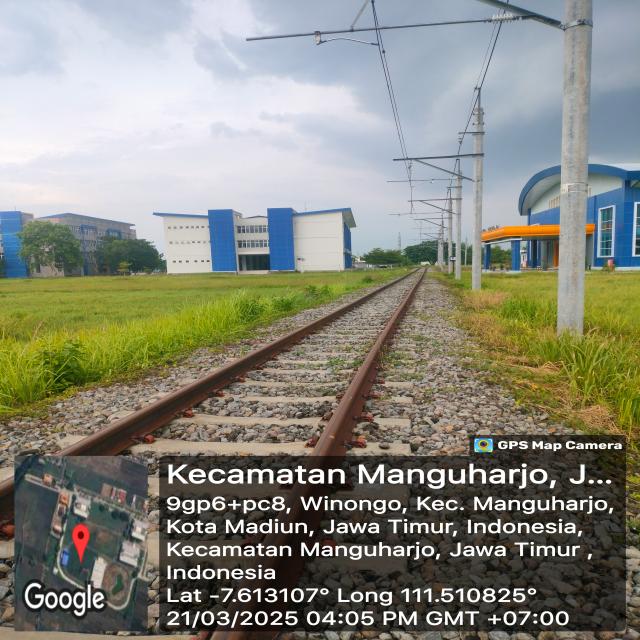 GPS Map Camera
Kecamatan Manguharjo, J...
9gp6+pc8, Winongo, Kec. Manguharjo,
Kota Madiun, Jawa Timur, Indonesia,
Kecamatan Manguharjo, Jawa Timur ,
Indonesia
Lat -7.613107° Long 111.510825°
21/03/2025 04:05 PM GMT +07:00
Google